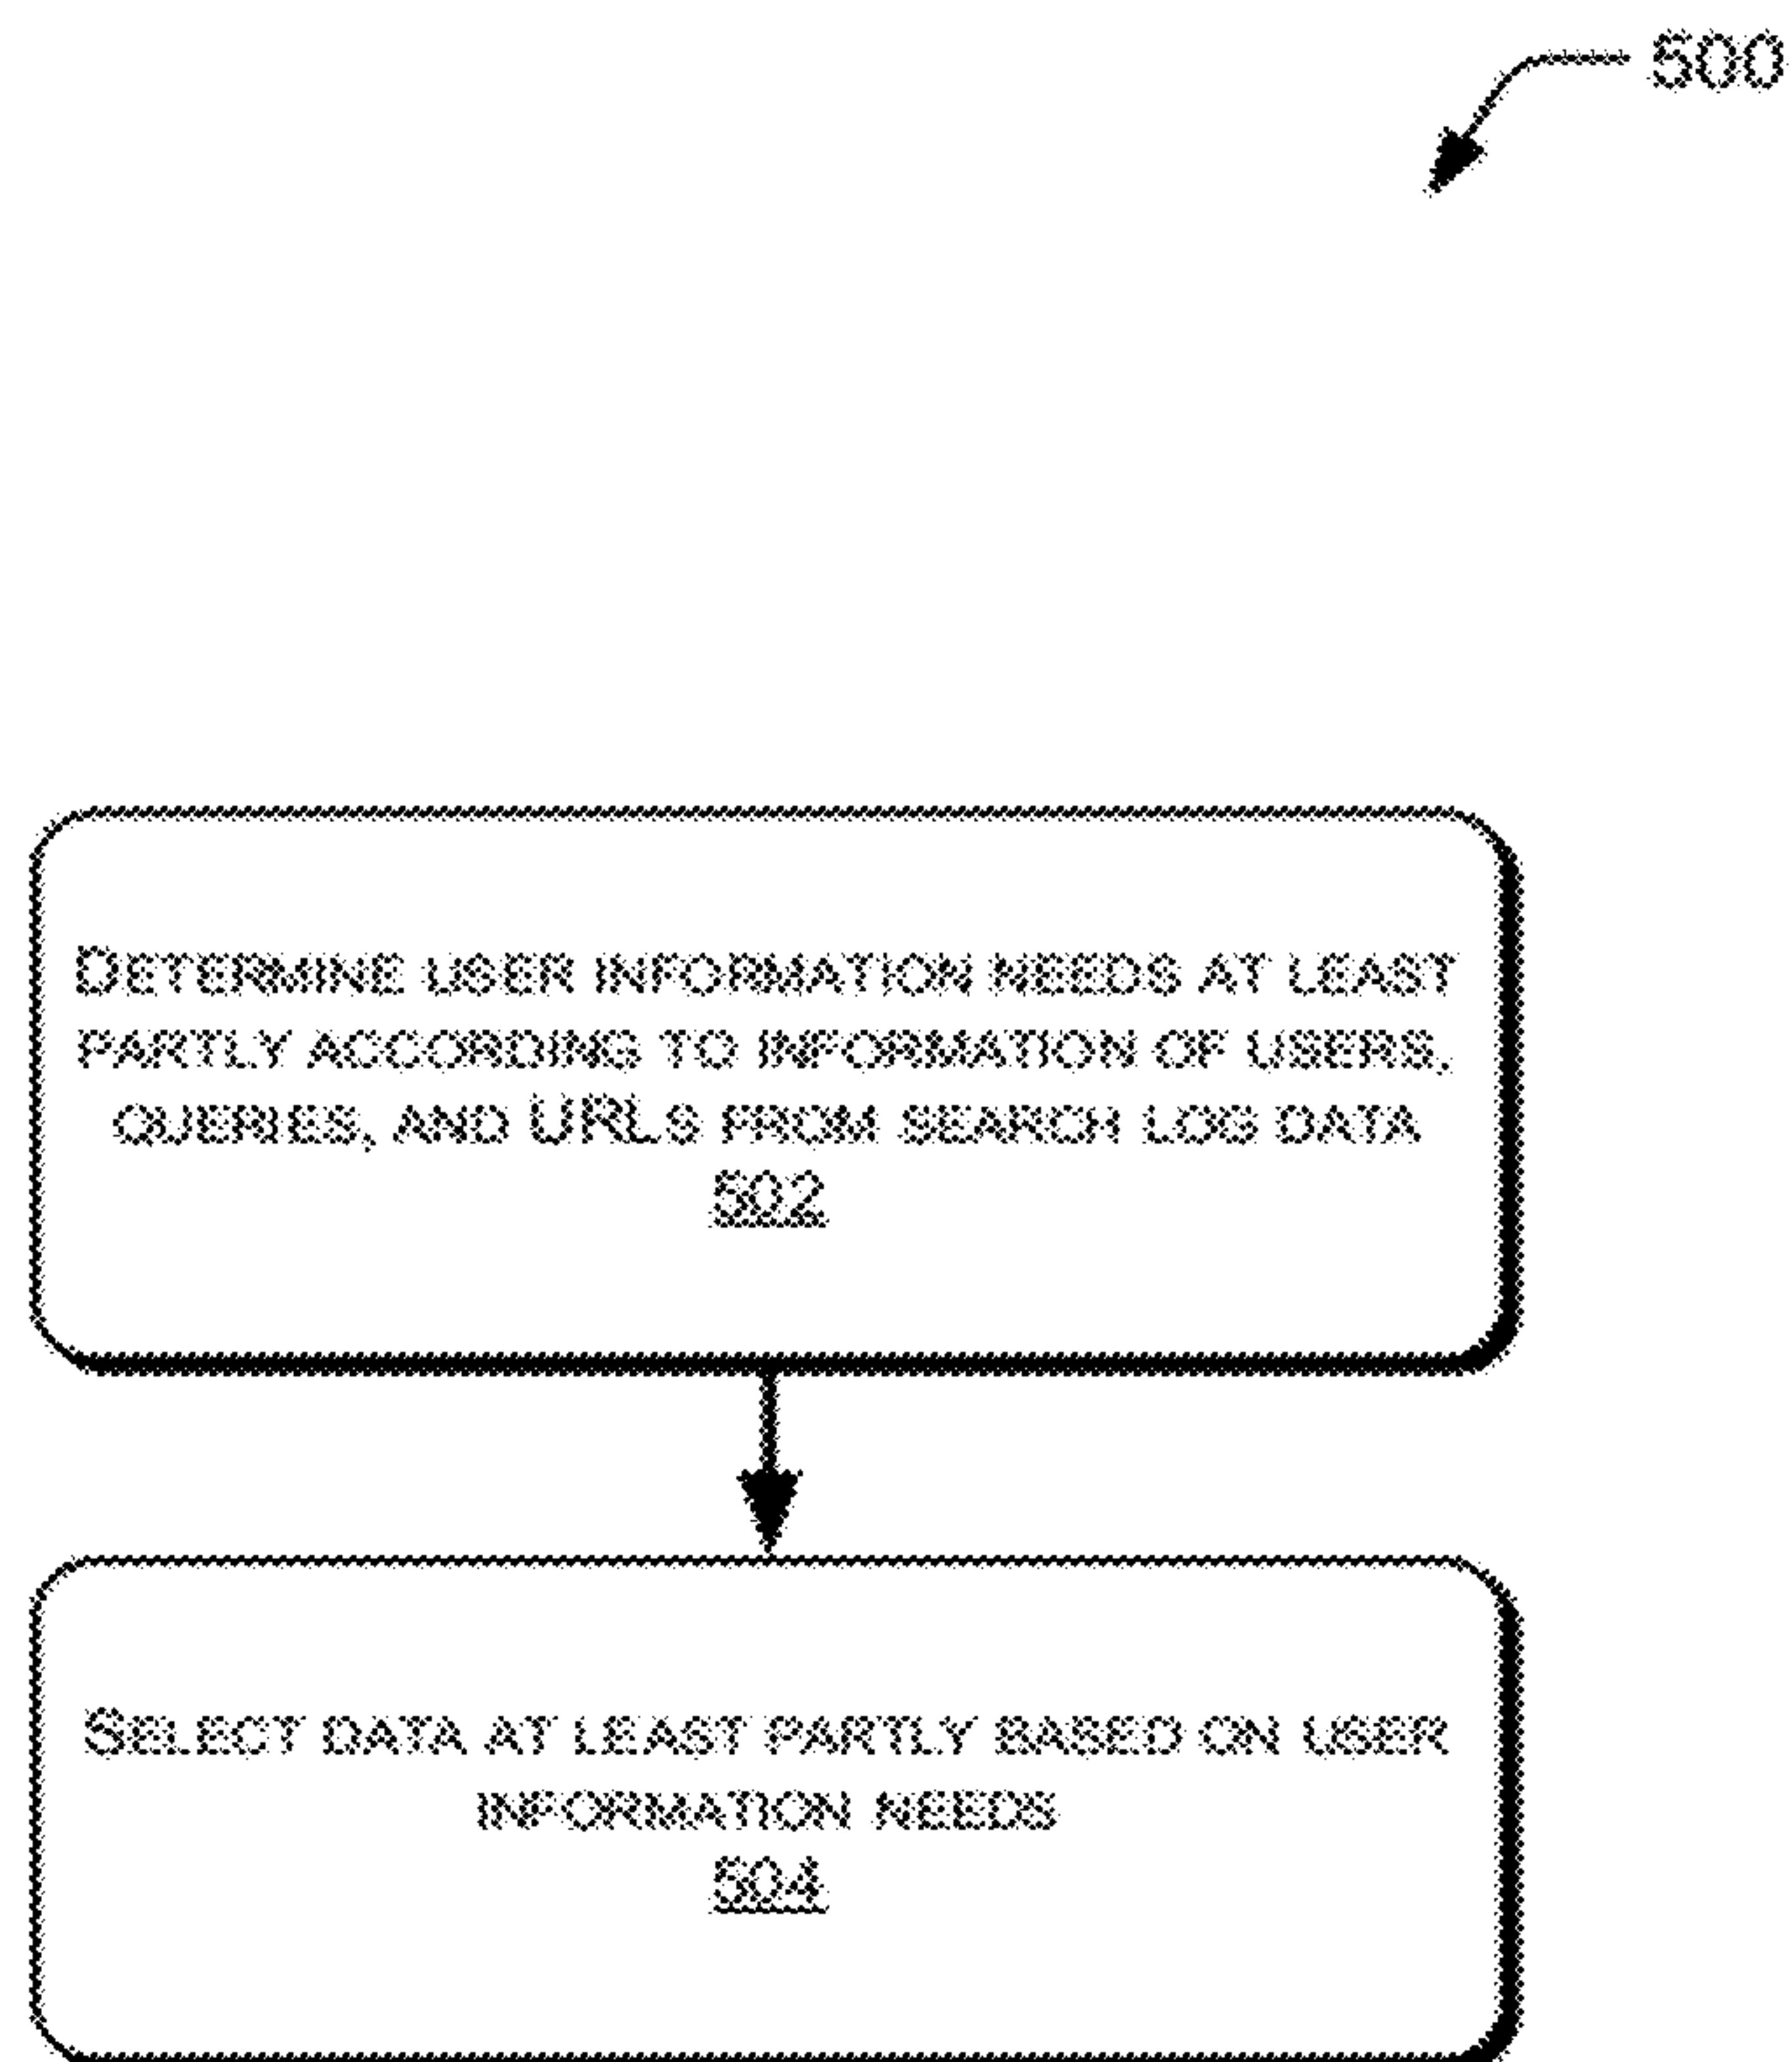 500
DETERMINE USER INFORMATION NEEDS AT LEAST
PARTLY ACCORDING TO INFORMATION OF USERS,
QUERIES, AND URLS FROM SEARCH LOG DATA
502
SELECT DATA AT LEAST PARTLY BASED ON USER
INFORMATION NEEDS
504